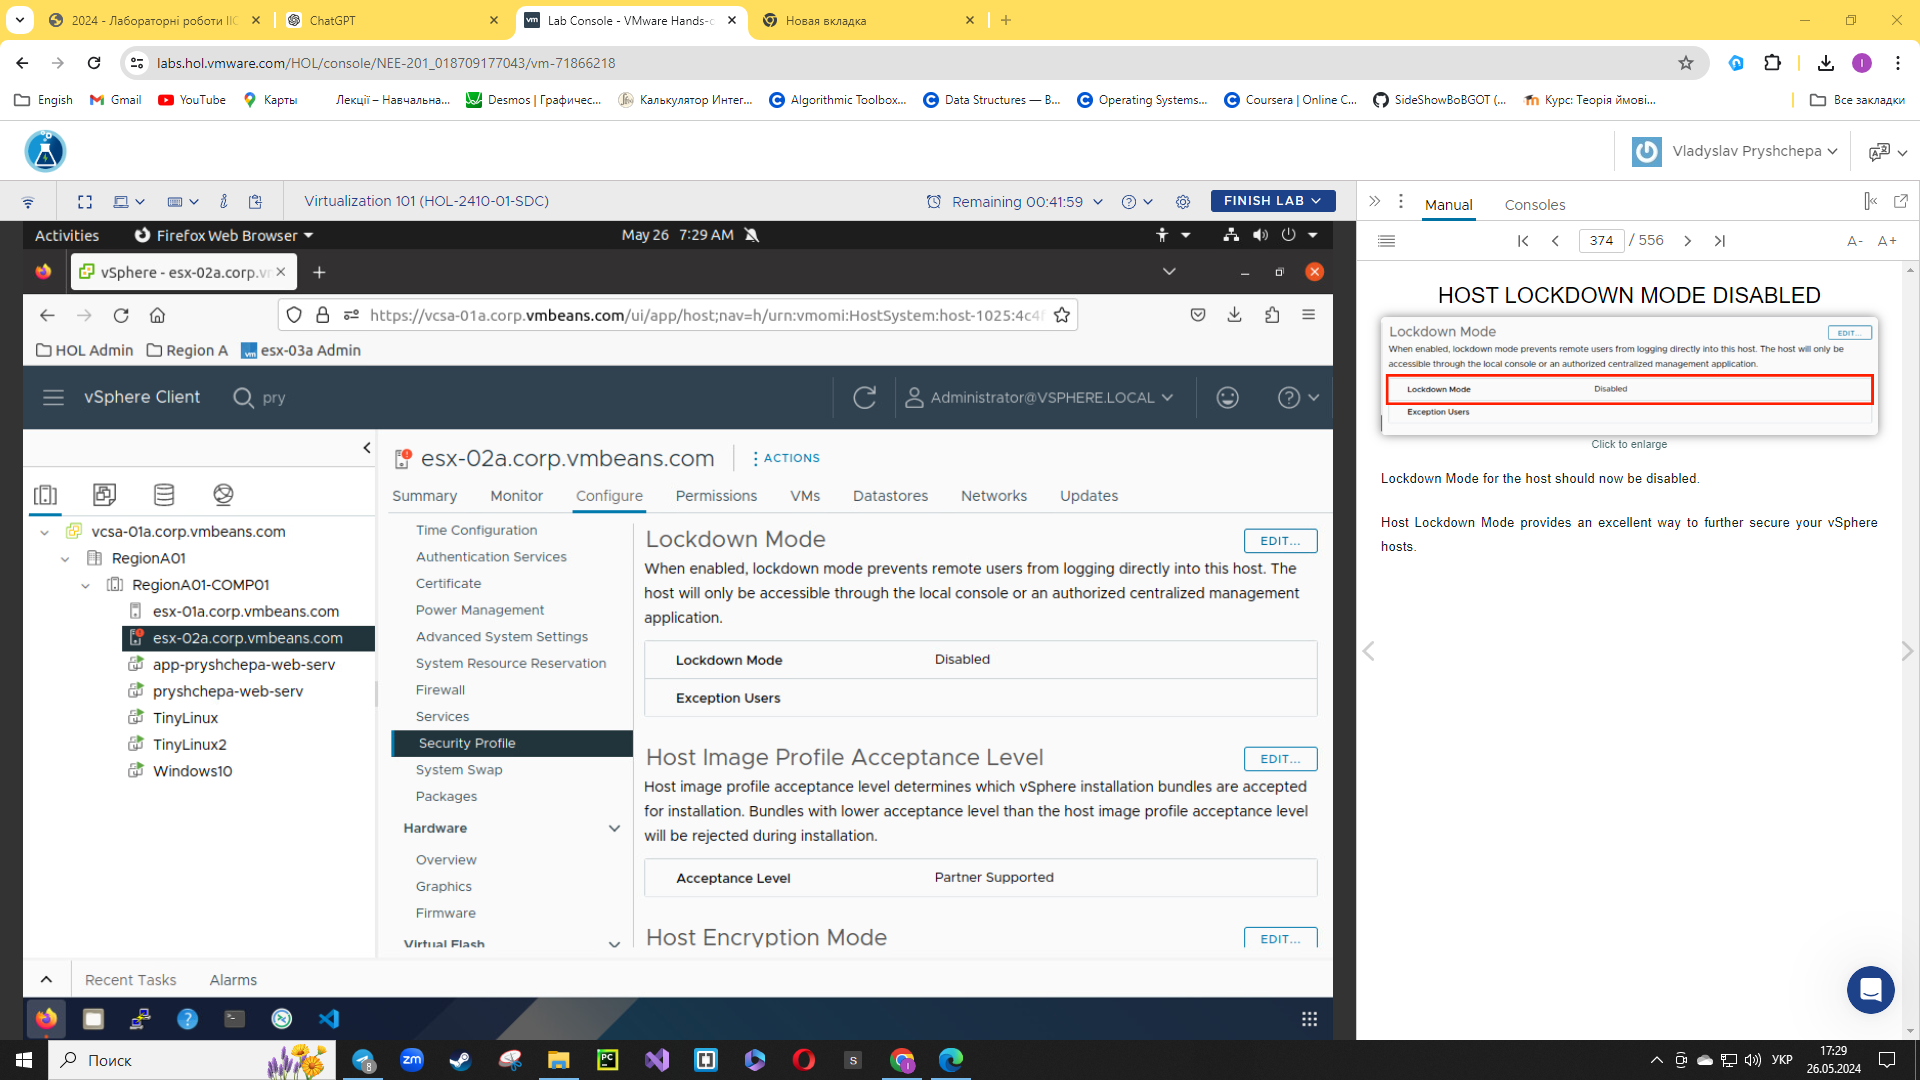 2024 - Лабораторні роботи ІІС
ChatGPT
Lab Console - VMware Hands-o
Новая вкладка
labs.hol.vmware.com/HOL/console/NEE-201_018709177043/vm-71866218
Engish
Gmail
YouTube
Карты
Лекції – Навчальна...
Desmos | Графичес...
Калькулятор Интег...
Algorithmic Toolbox...
Data Structures — В...
Operating Systems...
Coursera | Online C...
SideShowBoBGOT (...
Курс: Теорія ймові...
Все закладки
Vladyslav Pryshchepa
Virtualization 101 (HOL-2410-01-SDC)
Remaining 00:41:59
FINISH LAB
Manual
Consoles
374 / 556
A- A+
Activities
Firefox Web Browser
May 26 7:29 AM
vSphere - esx-02a.corp.vm
https://vcsa-01a.corp.vmbeans.com/ui/app/host;nav=h/urn:vmomi:HostSystem:host-1025:4c4f
HOL Admin
Region A
esx-03a Admin
vSphere Client
pry
Administrator@VSPHERE.LOCAL
vcsa-01a.corp.vmbeans.com
RegionA01
RegionA01-COMP01
esx-01a.corp.vmbeans.com
esx-02a.corp.vmbeans.com
app-pryshchepa-web-serv
pryshchepa-web-serv
TinyLinux
TinyLinux2
Windows10
esx-02a.corp.vmbeans.com
ACTIONS
Summary
Monitor
Configure
Permissions
VMs
Datastores
Networks
Updates
Time Configuration
Authentication Services
Certificate
Power Management
Advanced System Settings
System Resource Reservation
Firewall
Services
Security Profile
System Swap
Packages
Hardware
Overview
Graphics
Firmware
Virtual Flash
Lockdown Mode
EDIT...
When enabled, lockdown mode prevents remote users from logging directly into this host. The
host will only be accessible through the local console or an authorized centralized management
application.
Lockdown Mode
Disabled
Exception Users
Host Image Profile Acceptance Level
EDIT...
Host image profile acceptance level determines which vSphere installation bundles are accepted
for installation. Bundles with lower acceptance level than the host image profile acceptance level
will be rejected during installation.
Acceptance Level
Partner Supported
Host Encryption Mode
EDIT...
Recent Tasks
Alarms
HOST LOCKDOWN MODE DISABLED
Lockdown Mode
EDIT...
When enabled, lockdown mode prevents remote users from logging directly into this host. The host will only be
accessible through the local console or an authorized centralized management application.
Lockdown Mode
Disabled
Exception Users
Click to enlarge
Lockdown Mode for the host should now be disabled.
Host Lockdown Mode provides an excellent way to further secure your vSphere
hosts.
Поиск
УКР
17:29
26.05.2024